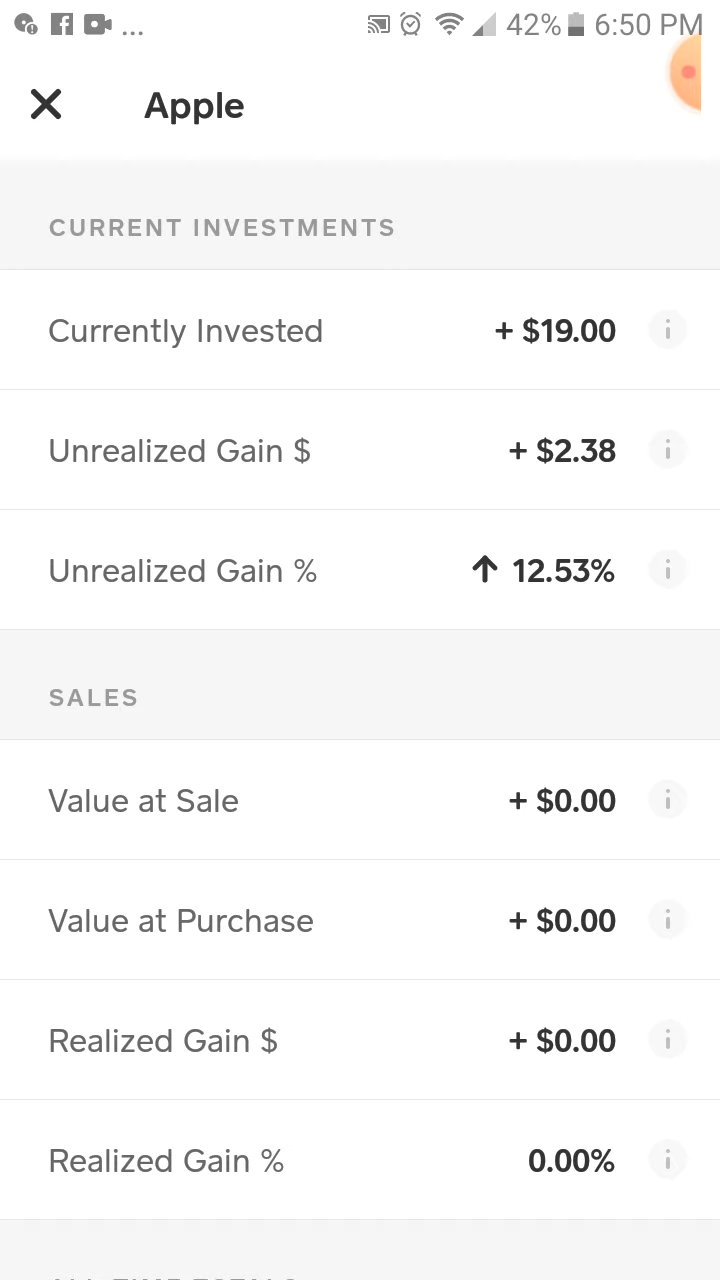 ... 42% 6:50 PM
Apple
CURRENT INVESTMENTS
Currently Invested + $19.00
Unrealized Gain $ + $2.38
Unrealized Gain % ↑ 12.53%
SALES
Value at Sale + $0.00
Value at Purchase + $0.00
Realized Gain $ + $0.00
Realized Gain % 0.00%